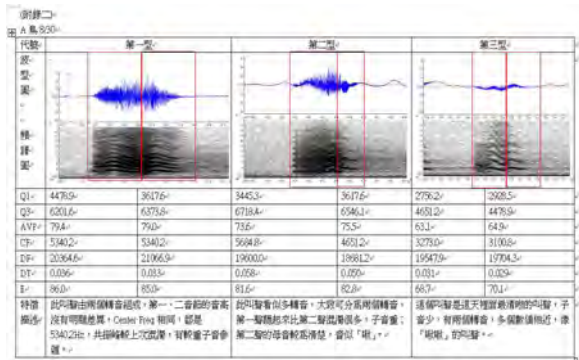 (附錄二)
A 鳥 8/30
代號 第一型 第二型 第三型
波型圖
頻譜圖
Q1 4478.9 3617.6 3445.3 3617.6 2756.2 2928.5
Q3 6201.6 6373.8 6718.4 6546.1 4651.2 4478.9
AVP 79.4 79.0 73.6 75.5 63.1 64.9
CF 5340.2 5340.2 5684.8 4651.2 3273.0 3100.8
DF 20364.6 21066.9 19600.0 18681.2 19547.9 19704.3
DT 0.036 0.033 0.058 0.050 0.031 0.029
E 86.0 85.0 81.6 82.8 68.7 70.1
特徵描述
此叫聲由兩個轉音組成,第一、二音節的音高
沒有明顯差異,Center Freq 相同,都是
5340.2Hz,共振峰較上次混濁,有較重子音參
雜。
此叫聲看似多轉音,大致可分為兩個轉音,
第一聲聽起來比第二聲混濁很多,子音重;
第二聲的母音較為清楚,音似「啾」。
這個叫聲是這天裡面最清晰的叫聲,子
音少,有兩個轉音,多個數值相近,像
「啾啾」的叫聲。